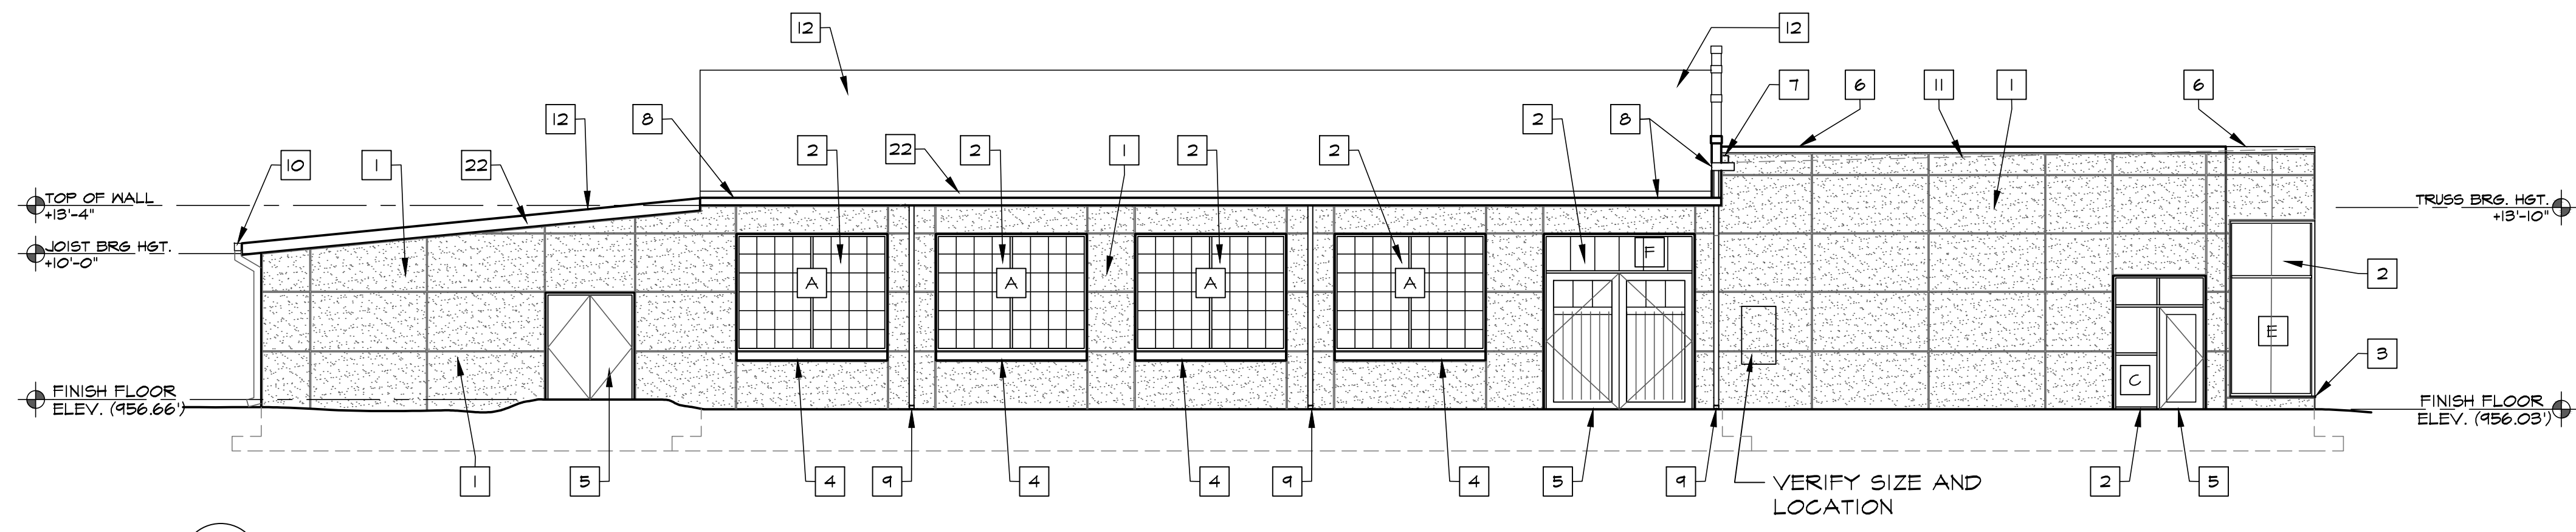 12
12
7
6
11
1
6
12
8
2
22
2
1
2
2
2
8
10
1
22
TOP OF WALL
+13'-4"
TRUSS BRG. HGT.
+13'-10"
JOIST BRG HGT.
+10'-0"
F
A
A
A
A
2
E
3
C
FINISH FLOOR
ELEV. (956.66')
FINISH FLOOR
ELEV. (956.03')
1
5
4
9
4
4
9
4
5
9
VERIFY SIZE AND
LOCATION
2
5